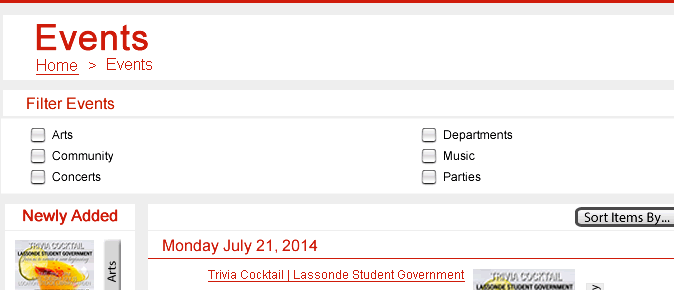 Events
Home > Events
Filter Events
Arts
Community
Concerts
Departments
Music
Parties
Newly Added
TRIVIA COCKTAIL
LASSONDE STUDENT GOVERNMENT
Arts
Sort Items By...
Monday July 21, 2014
Trivia Cocktail | Lassonde Student Government
TRIVIA COCKTAIL
LASSONDE STUDENT GOVERNMENT